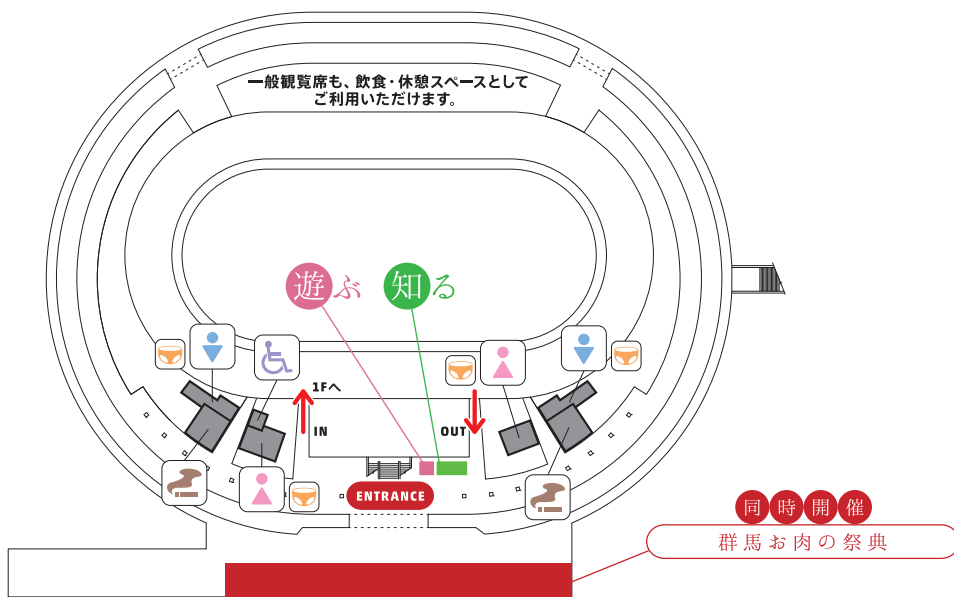 一般観覧席も、飲食・休憩スペースとして
ご利用いただけます。
遊ぶ
知る
1Fへ
IN
OUT
ENTRANCE
同時開催
群馬お肉の祭典